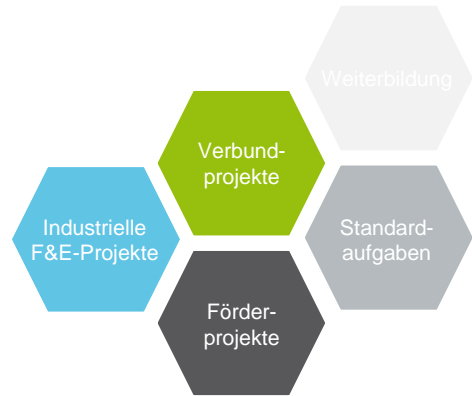 Weiterbildung
Verbund-
projekte
Industrielle
F&E-Projekte
Standard-
aufgaben
Förder-
projekte